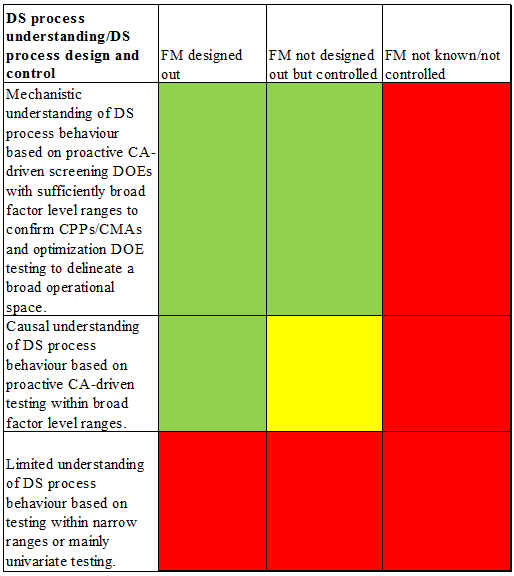 DS process
understanding/DS
process design and
control
FM designed
out
FM not designed
out but controlled
FM not known/not
controlled
Mechanistic
understanding of DS
process behaviour
based on proactive CA-
driven screening DOEs
with sufficiently broad
factor level ranges to
confirm CPPs/CMAs
and optimization DOE
testing to delineate a
broad operational
space.
Causal understanding
of DS process
behaviour based on
proactive CA-driven
testing within broad
factor level ranges.
Limited understanding
of DS process
behaviour based on
testing within narrow
ranges or mainly
univariate testing.